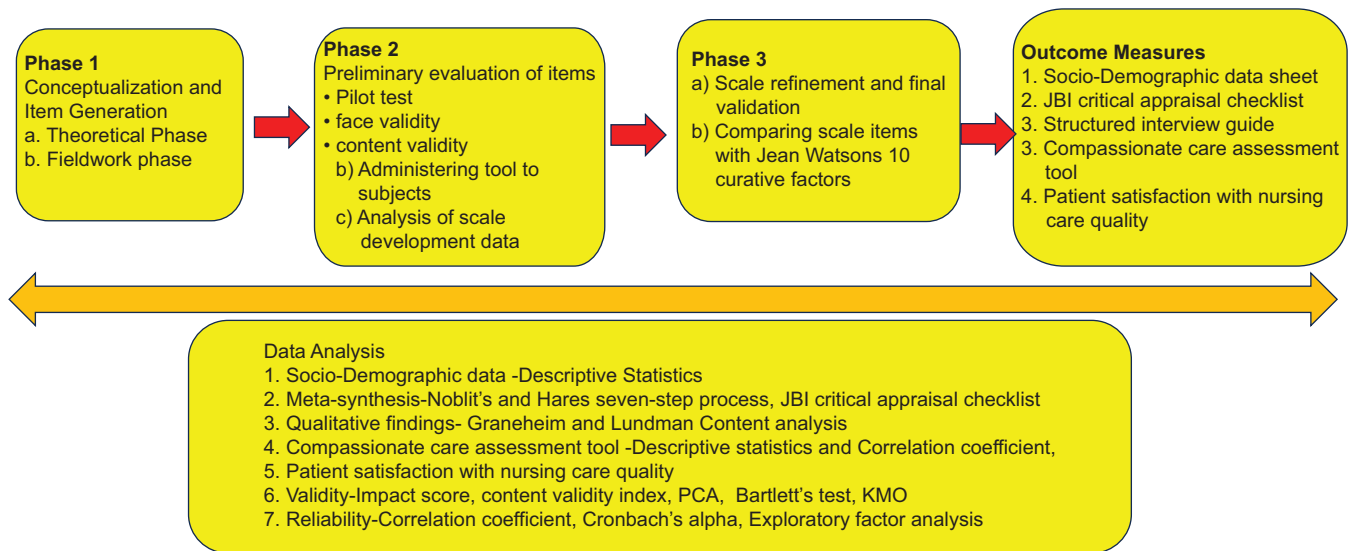 Phase 1
Conceptualization and
Item Generation
a. Theoretical Phase
b. Fieldwork phase
Phase 2
Preliminary evaluation of items
• Pilot test
• face validity
• content validity
b) Administering tool to
subjects
c) Analysis of scale
development data
Phase 3
a) Scale refinement and final
validation
b) Comparing scale items
with Jean Watsons 10
curative factors
Outcome Measures
1. Socio-Demographic data sheet
2. JBI critical appraisal checklist
3. Structured interview guide
3. Compassionate care assessment
tool
4. Patient satisfaction with nursing
care quality
Data Analysis
1. Socio-Demographic data -Descriptive Statistics
2. Meta-synthesis-Noblit’s and Hares seven-step process, JBI critical appraisal checklist
3. Qualitative findings- Graneheim and Lundman Content analysis
4. Compassionate care assessment tool -Descriptive statistics and Correlation coefficient,
5. Patient satisfaction with nursing care quality
6. Validity-Impact score, content validity index, PCA, Bartlett’s test, KMO
7. Reliability-Correlation coefficient, Cronbach’s alpha, Exploratory factor analysis